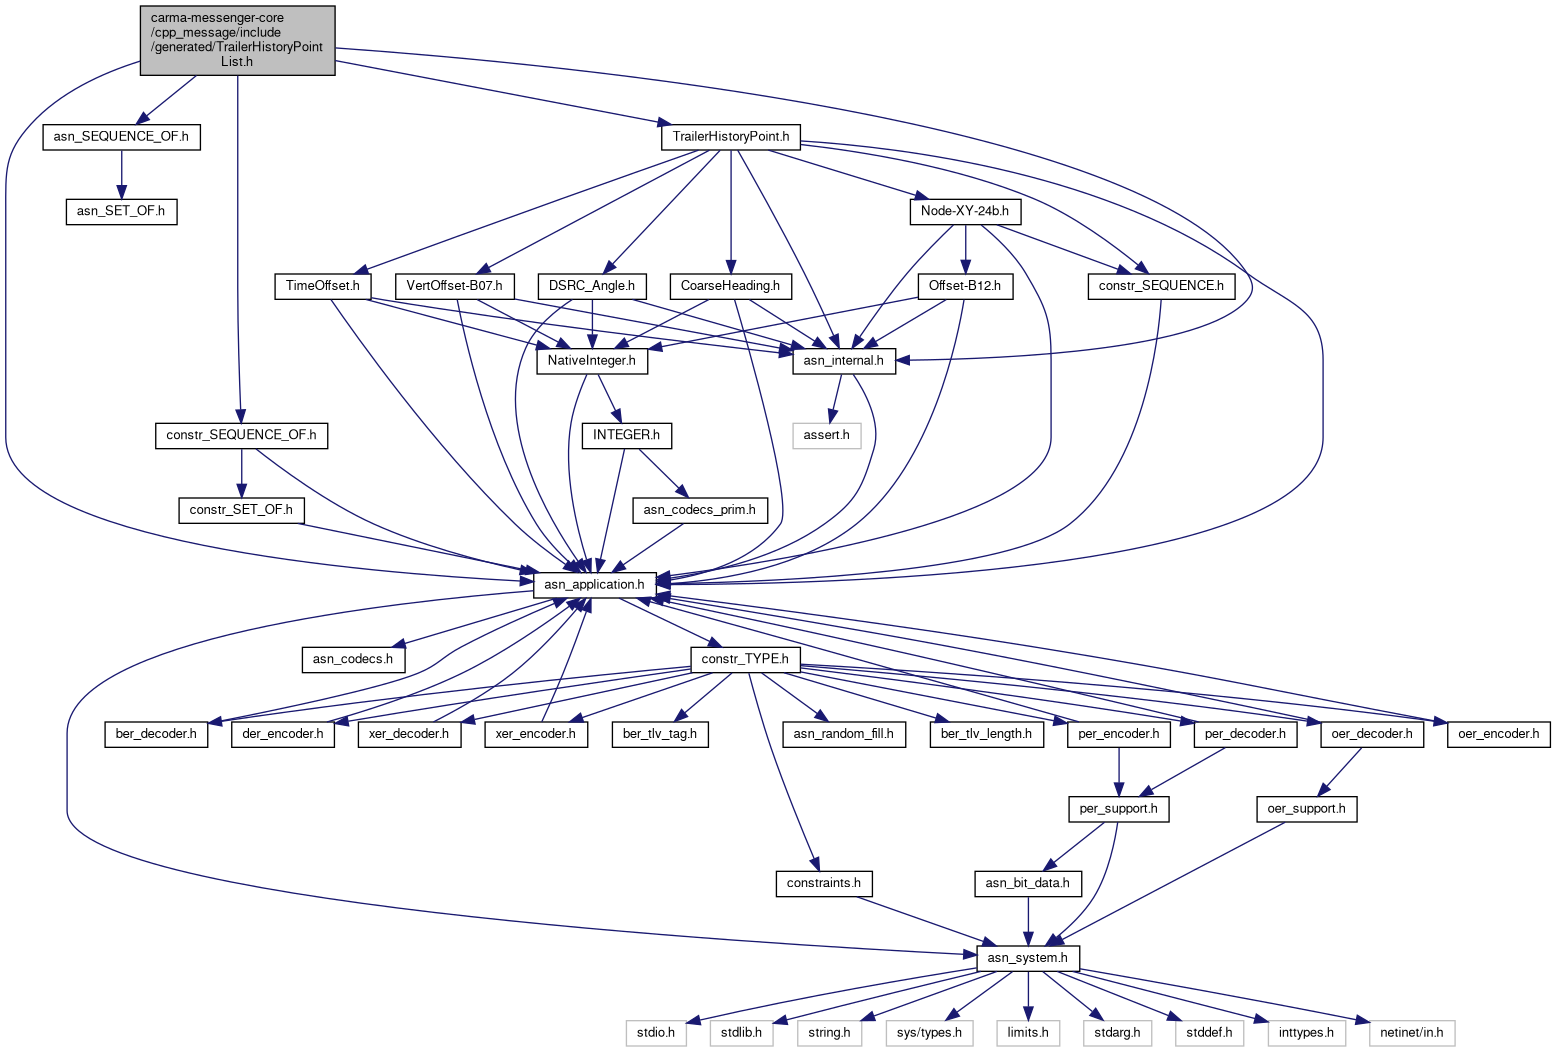 carma-messenger-core
/cpp_message/include
/generated/TrailerHistoryPoint
List.h
asn_SEQUENCE_OF.h
TrailerHistoryPoint.h
asn_SET_OF.h
Node-XY-24b.h
TimeOffset.h
VertOffset-B07.h
DSRC_Angle.h
CoarseHeading.h
Offset-B12.h
constr_SEQUENCE.h
NativeInteger.h
asn_internal.h
constr_SEQUENCE_OF.h
INTEGER.h
assert.h
constr_SET_OF.h
asn_codecs_prim.h
asn_application.h
asn_codecs.h
constr_TYPE.h
ber_decoder.h
der_encoder.h
xer_decoder.h
xer_encoder.h
ber_tlv_tag.h
asn_random_fill.h
ber_tlv_length.h
per_encoder.h
per_decoder.h
oer_decoder.h
oer_encoder.h
per_support.h
oer_support.h
constraints.h
asn_bit_data.h
asn_system.h
stdio.h
stdlib.h
string.h
sys/types.h
limits.h
stdarg.h
stddef.h
inttypes.h
netinet/in.h